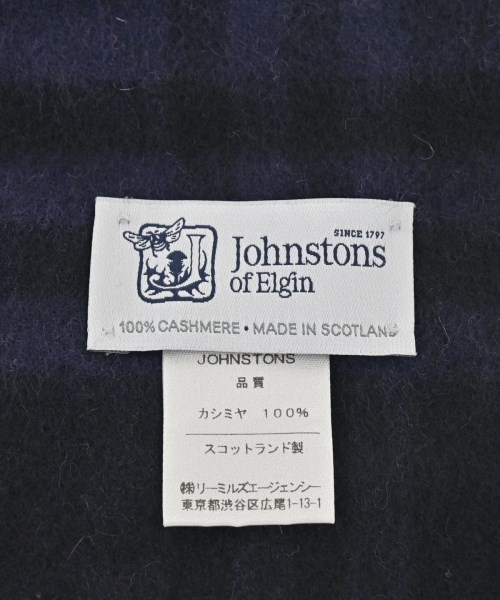 SINCE 1797
Johnstons
of Elgin
100% CASHMERE • MADE IN SCOTLAND
JOHNSTONS
品質
カシミヤ 100%
スコットランド製
㈱リーミルズエージェンシー
東京都渋谷区広尾1-13-1